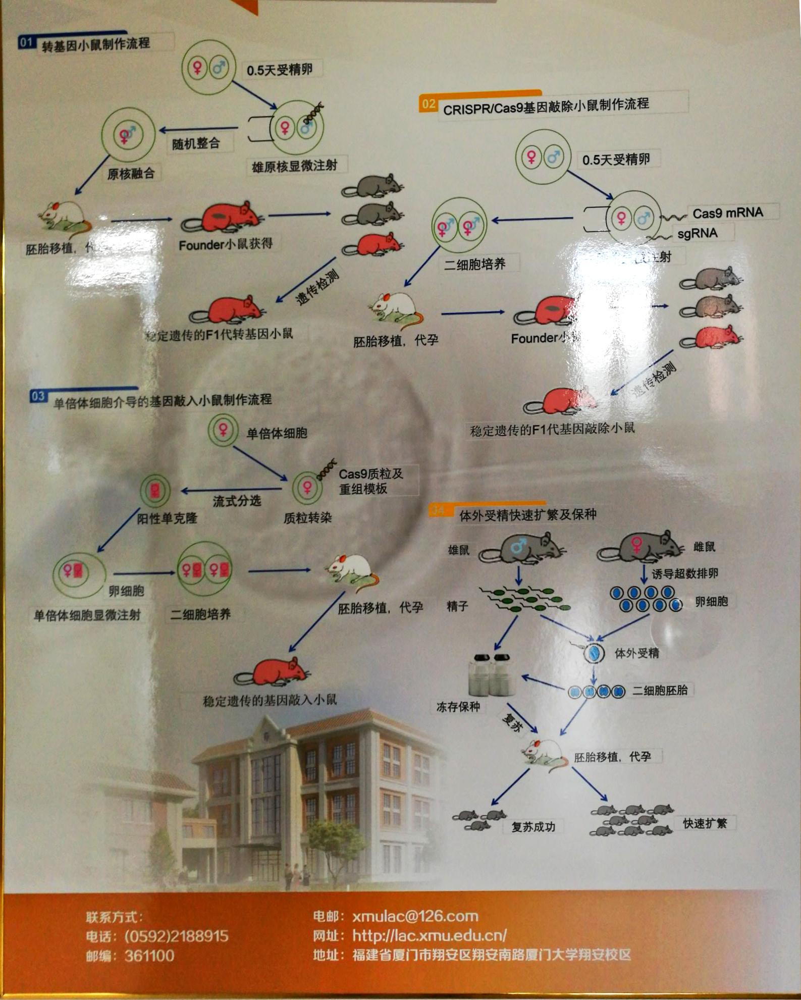 01
转基因小鼠制作流程
0.5天受精卵
随机整合
雄原核显微注射
原核融合
胚胎移植，
Founder小鼠获得
遗传检测
稳定遗传的F1代转基因小鼠
02
CRISPR/Cas9基因敲除小鼠制作流程
0.5天受精卵
Cas9 mRNA
sgRNA
注射
二细胞培养
胚胎移植，代孕
Founder小
遗传检测
稳定遗传的F1代基因敲除小鼠
03
单倍体细胞介导的基因敲入小鼠制作流程
单倍体细胞
Cas9质粒及
重组模板
流式分选
阳性单克隆
质粒转染
卵细胞
单倍体细胞显微注射
二细胞培养
胚胎移植，代孕
稳定遗传的基因敲入小鼠
04
体外受精快速扩繁及保种
雄鼠
雌鼠
诱导超数排卵
精子
卵细胞
体外受精
二细胞胚胎
冻存保种
复苏
胚胎移植，代孕
复苏成功
快速扩繁
联系方式：
电话：(0592)2188915
邮编：361100
电邮：xmulac@126.com
网址：http://lac.xmu.edu.cn/
地址：福建省厦门市翔安区翔安南路厦门大学翔安校区